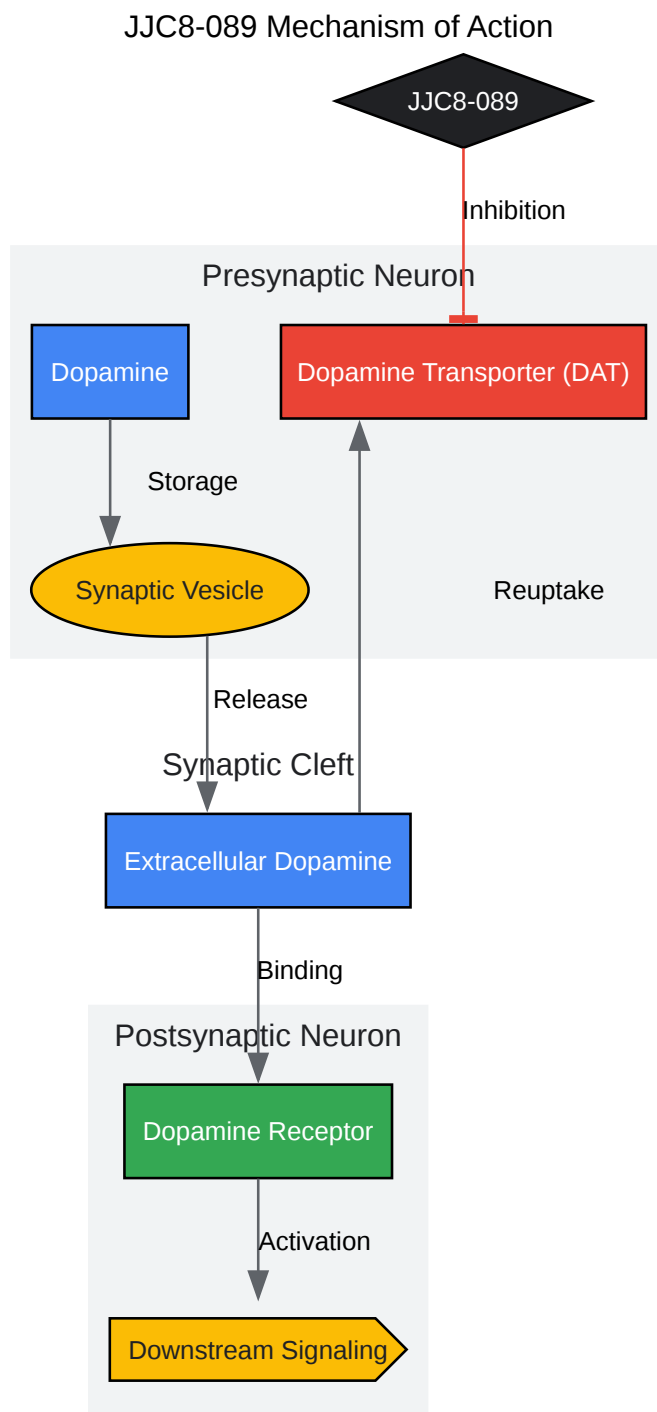 JJC8-089 Mechanism of Action
JJC8-089
Inhibition
Presynaptic Neuron
Dopamine
Dopamine Transporter (DAT)
Storage
Synaptic Vesicle
Reuptake
Release
Synaptic Cleft
Extracellular Dopamine
Binding
Postsynaptic Neuron
Dopamine Receptor
Activation
Downstream Signaling